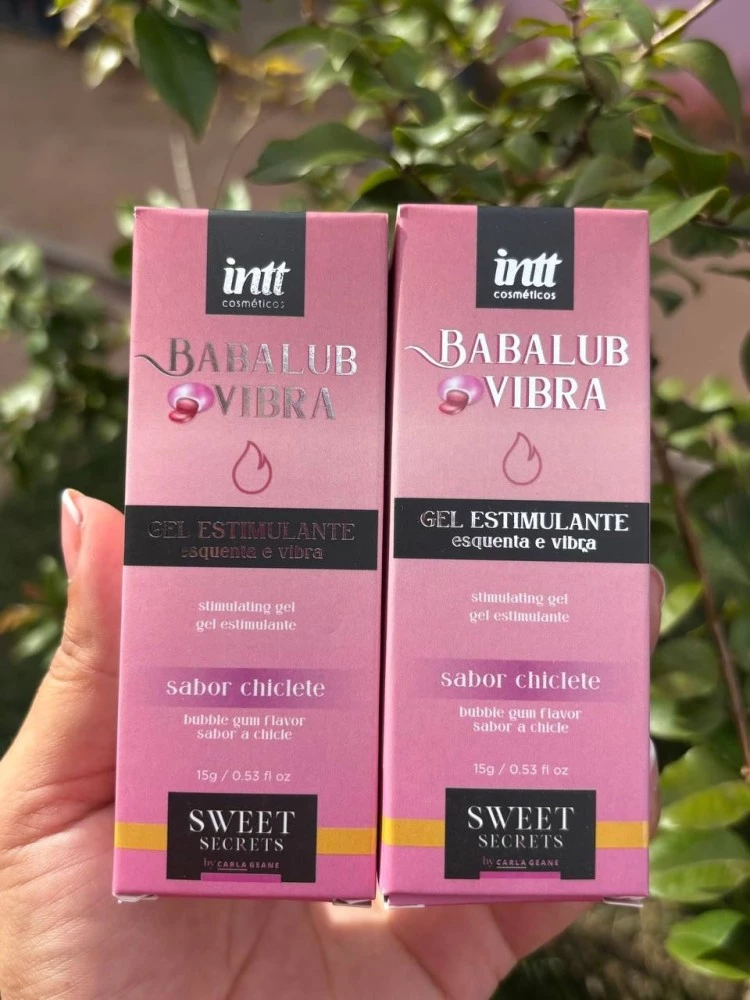 intt
cosméticos
BABALUB
VIBRA
GEL ESTIMULANTE
esquenta e vibra
stimulating gel
gel estimulante
sabor chiclete
bubble gum flavor
sabor a chicle
15g / 0.53 fl oz
SWEET
SECRETS
by CARLA GEANE
intt
cosméticos
BABALUB
VIBRA
GEL ESTIMULANTE
esquenta e vibra
stimulating gel
gel estimulante
sabor chiclete
bubble gum flavor
sabor a chicle
15g / 0.53 fl oz
SWEET
SECRETS
by CARLA GEANE